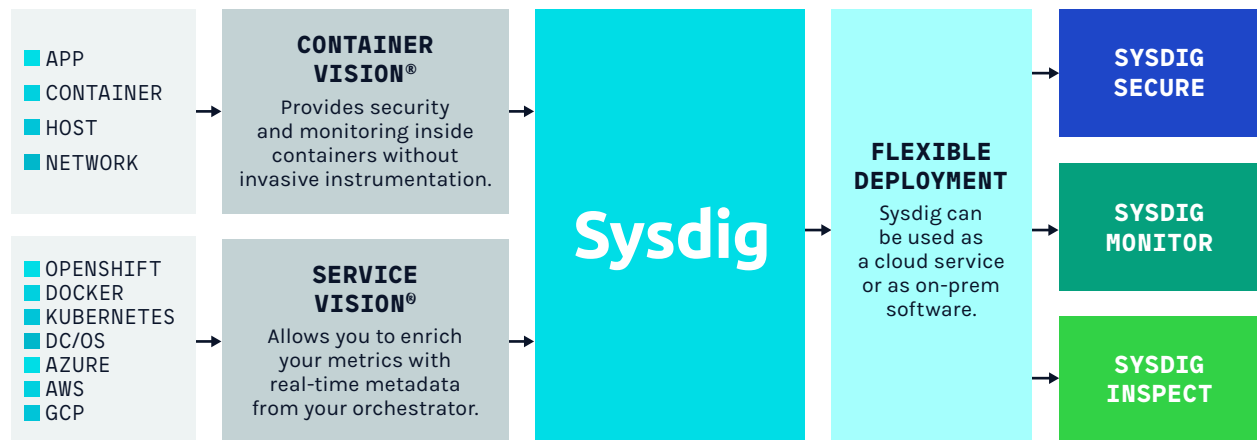 APP
CONTAINER
HOST
NETWORK
CONTAINER
VISION®
Provides security
and monitoring inside
containers without
invasive instrumentation.
OPENSHIFT
DOCKER
KUBERNETES
DC/OS
AZURE
AWS
GCP
SERVICE
VISION®
Allows you to enrich
your metrics with
real-time metadata
from your orchestrator.
Sysdig
FLEXIBLE
DEPLOYMENT
Sysdig can
be used as
a cloud service
or as on-prem
software.
SYSDIG
SECURE
SYSDIG
MONITOR
SYSDIG
INSPECT